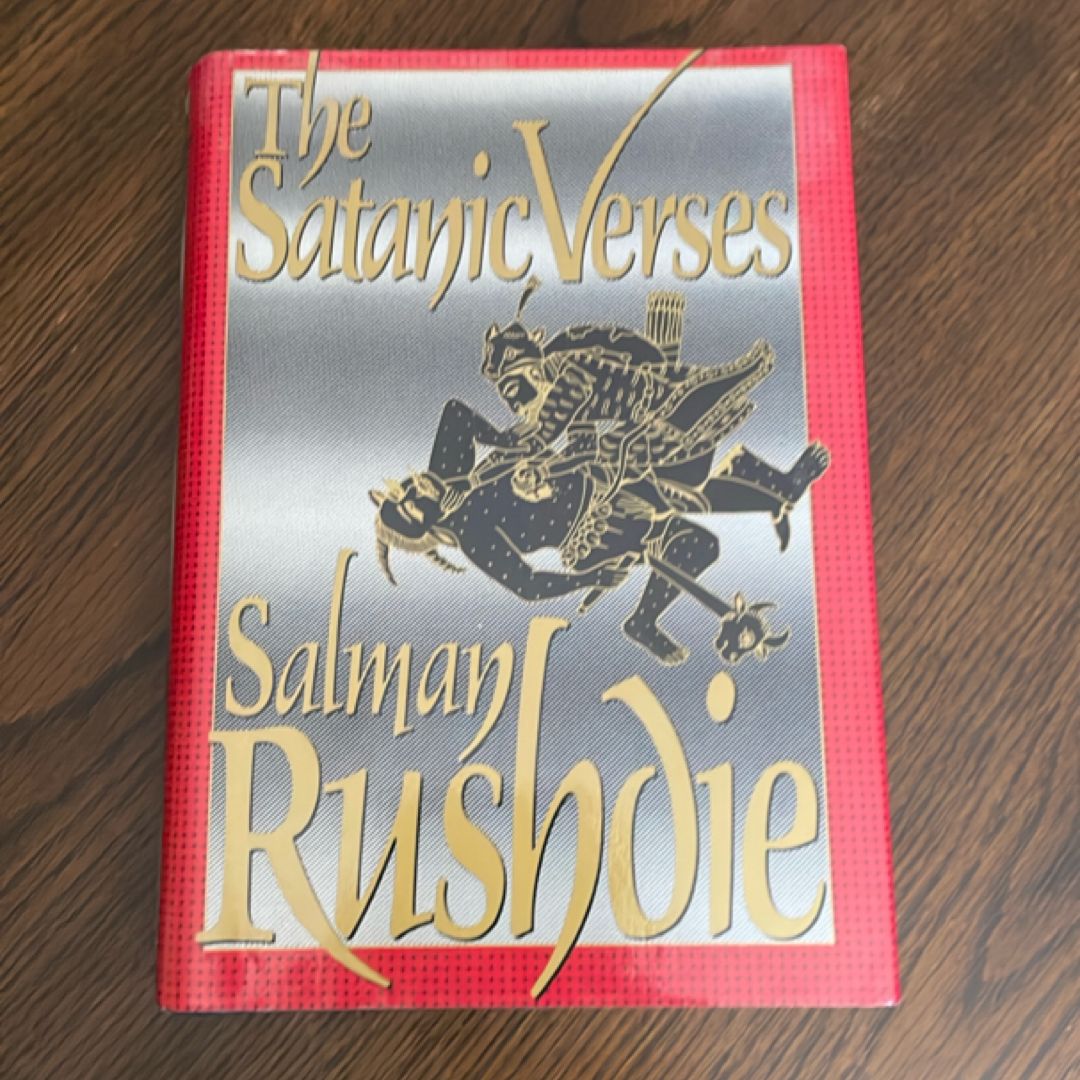 The
Satanic Verses
Salman
Rushdie